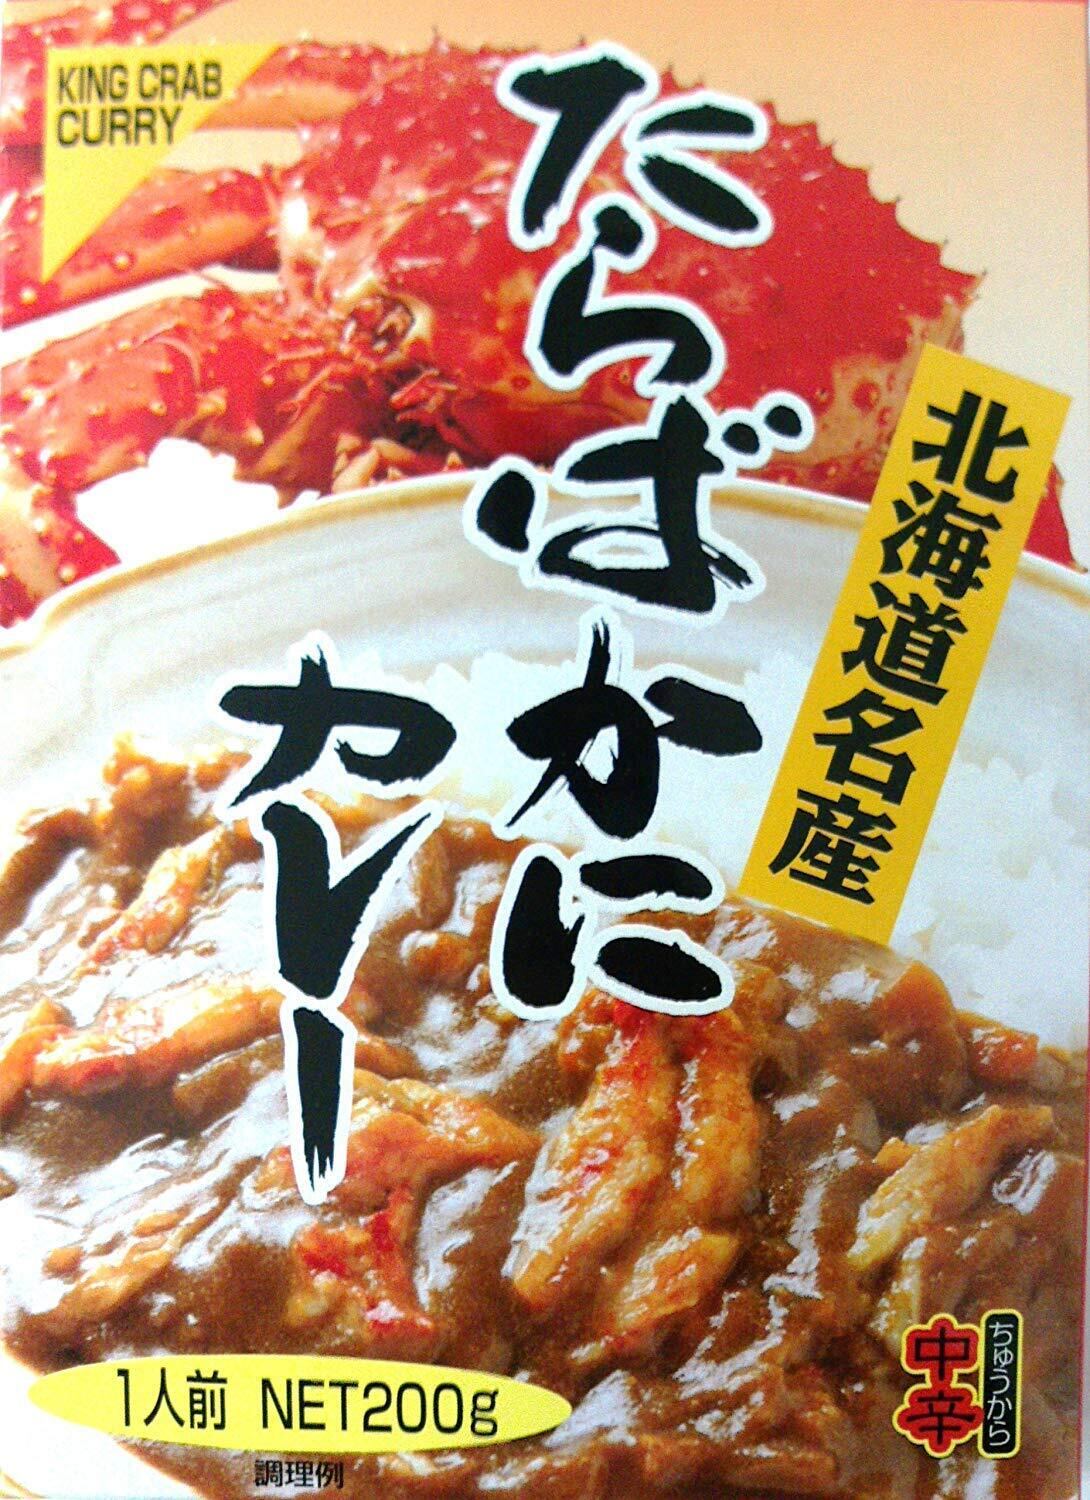 KING CRAB
CURRY
たらばかに
カレー
北海道名産
1人前 NET200g
調理例
中辛
ちゅうから